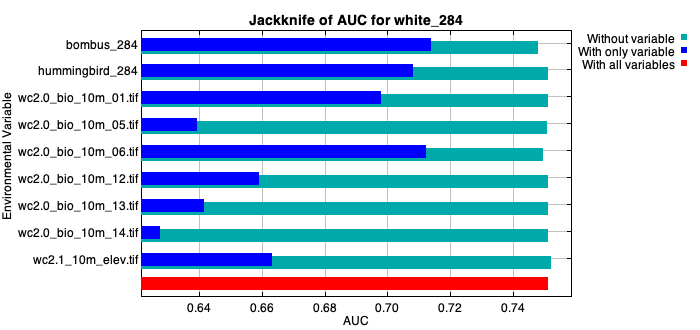 Jackknife of AUC for white_284
Environmental Variable
bombus_284
hummingbird_284
wc2.0_bio_10m_01.tif
wc2.0_bio_10m_05.tif
wc2.0_bio_10m_06.tif
wc2.0_bio_10m_12.tif
wc2.0_bio_10m_13.tif
wc2.0_bio_10m_14.tif
wc2.1_10m_elev.tif
0.64 0.66 0.68 0.70 0.72 0.74
AUC
Without variable
With only variable
With all variables